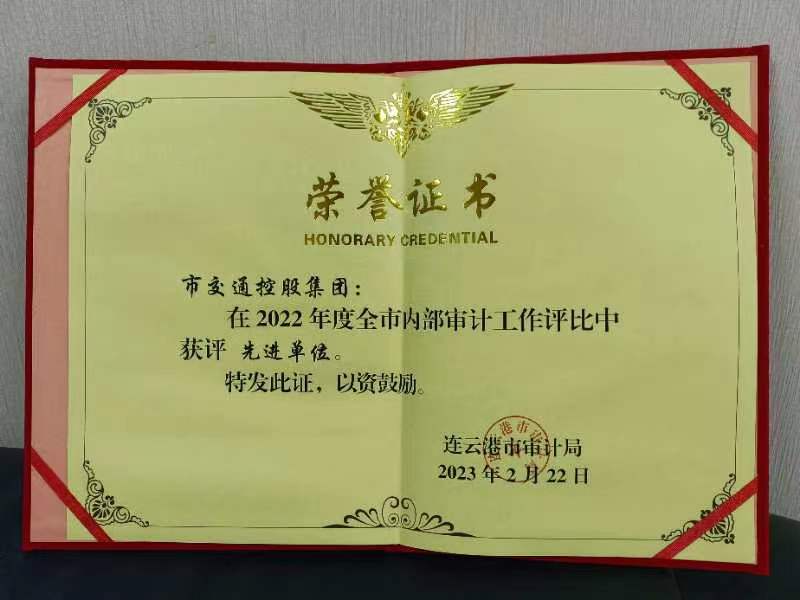 荣誉证书
HONORARY CREDENTIAL
市交通控股集团：
在2022年度全市内部审计工作评比中
获评 先进单位。
特发此证，以资鼓励。
连云港市审计局
2023年2月22日